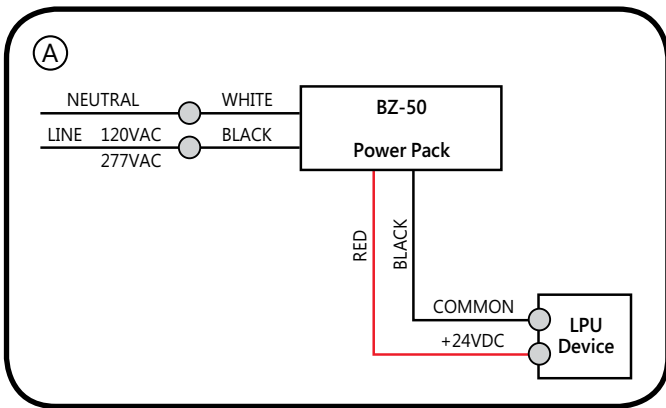 A
NEUTRAL
WHITE
BZ-50
LINE 120VAC
BLACK
277VAC
Power Pack
RED
BLACK
COMMON
+24VDC
LPU
Device